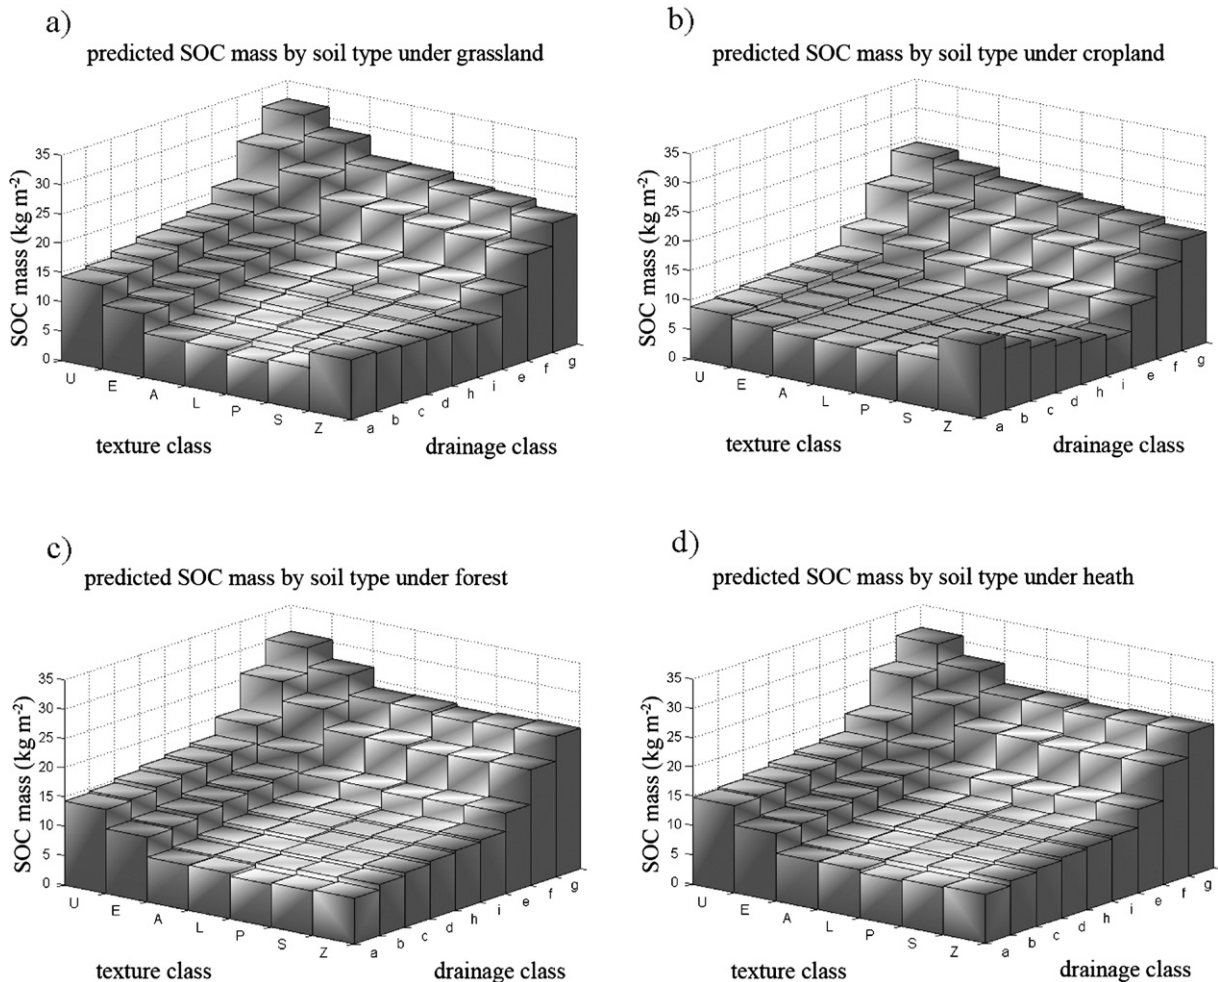 a)
predicted SOC mass by soil type under grassland
SOC mass (kg m-2)
35
30
25
20
15
10
5
0
U E A L P S Z
a b c d h i e f g
texture class
drainage class
b)
predicted SOC mass by soil type under cropland
SOC mass (kg m-2)
35
30
25
20
15
10
5
0
U E A L P S Z
a b c d h i e f g
texture class
drainage class
c)
predicted SOC mass by soil type under forest
SOC mass (kg m-2)
35
30
25
20
15
10
5
0
U E A L P S Z
a b c d h i e f g
texture class
drainage class
d)
predicted SOC mass by soil type under heath
SOC mass (kg m-2)
35
30
25
20
15
10
5
0
U E A L P S Z
a b c d h i e f g
texture class
drainage class